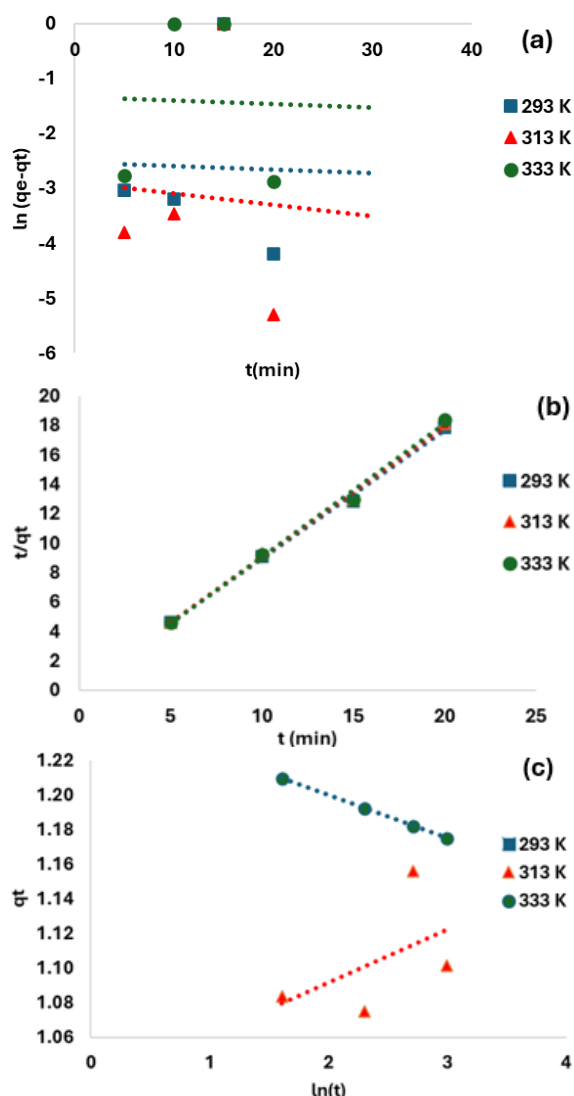 0
0 10 20 30 40
(a)
-1
-2
-3
-4
-5
-6
ln (qe-qt)
t(min)
293 K
313 K
333 K
20
18
16
14
12
10
8
6
4
2
0
(b)
t/qt
0 5 10 15 20 25
t (min)
293 K
313 K
333 K
1.22
1.20
1.18
1.16
1.14
1.12
1.10
1.08
1.06
(c)
qt
0 1 2 3 4
ln(t)
293 K
313 K
333 K